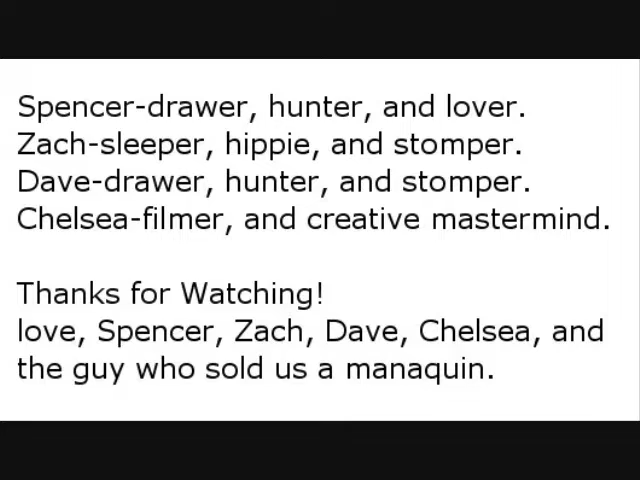 Spencer-drawer, hunter, and lover.
Zach-sleeper, hippie, and stomper.
Dave-drawer, hunter, and stomper.
Chelsea-filmer, and creative mastermind.
Thanks for Watching!
love, Spencer, Zach, Dave, Chelsea, and
the guy who sold us a manaquin.